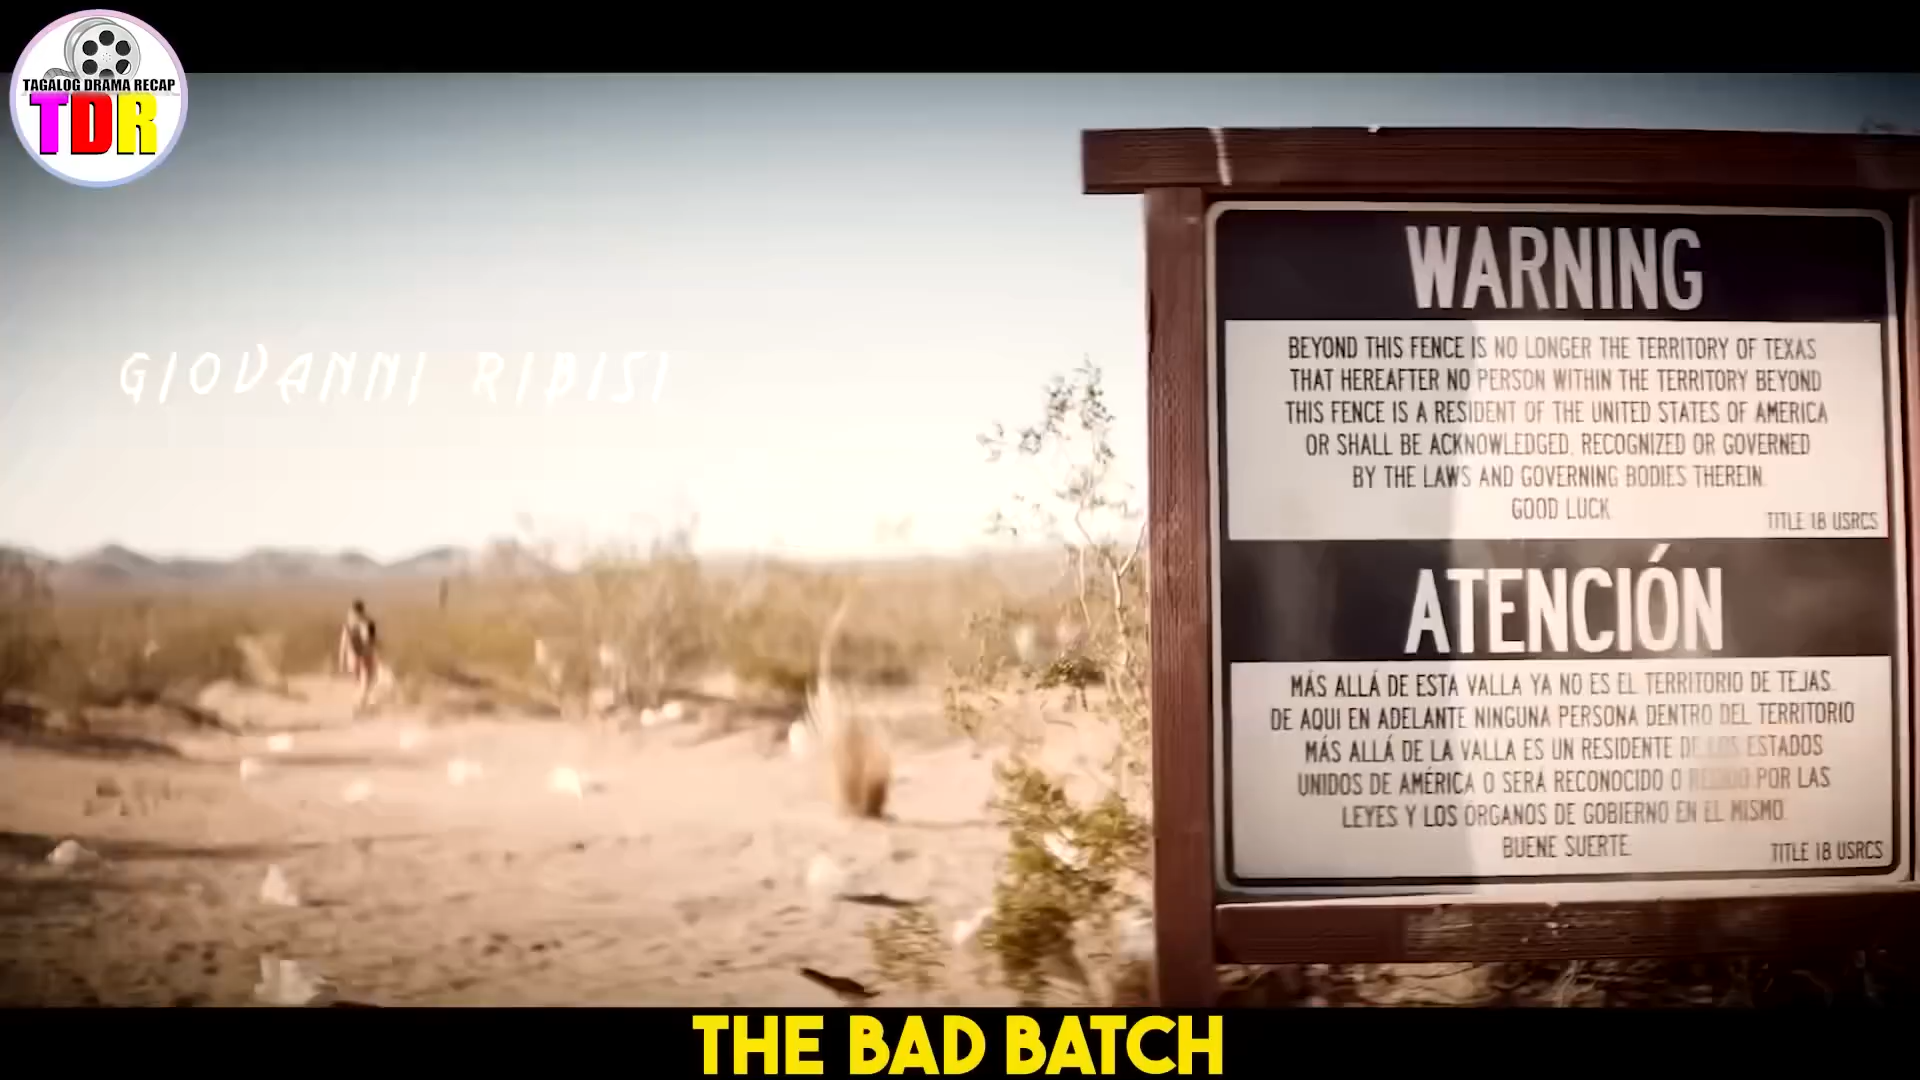 TAGALOG DRAMA RECAP
TDR
GIOVANNI RIBISI
WARNING
BEYOND THIS FENCE IS NO LONGER THE TERRITORY OF TEXAS
THAT HEREAFTER NO PERSON WITHIN THE TERRITORY BEYOND
THIS FENCE IS A RESIDENT OF THE UNITED STATES OF AMERICA
OR SHALL BE ACKNOWLEDGED, RECOGNIZED OR GOVERNED
BY THE LAWS AND GOVERNING BODIES THEREIN.
GOOD LUCK.
TITLE 18 USRCS
ATENCIÓN
MÁS ALLÁ DE ESTA VALLA YA NO ES EL TERRITORIO DE TEJAS.
DE AQUI EN ADELANTE NINGUNA PERSONA DENTRO DEL TERRITORIO
MÁS ALLÁ DE LA VALLA ES UN RESIDENTE DE LOS ESTADOS
UNIDOS DE AMÉRICA O SERÁ RECONOCIDO O POR LAS
LEYES Y LOS ÓRGANOS DE GOBIERNO EN EL MISMO.
BUENE SUERTE.
TITLE 18 USRCS
THE BAD BATCH